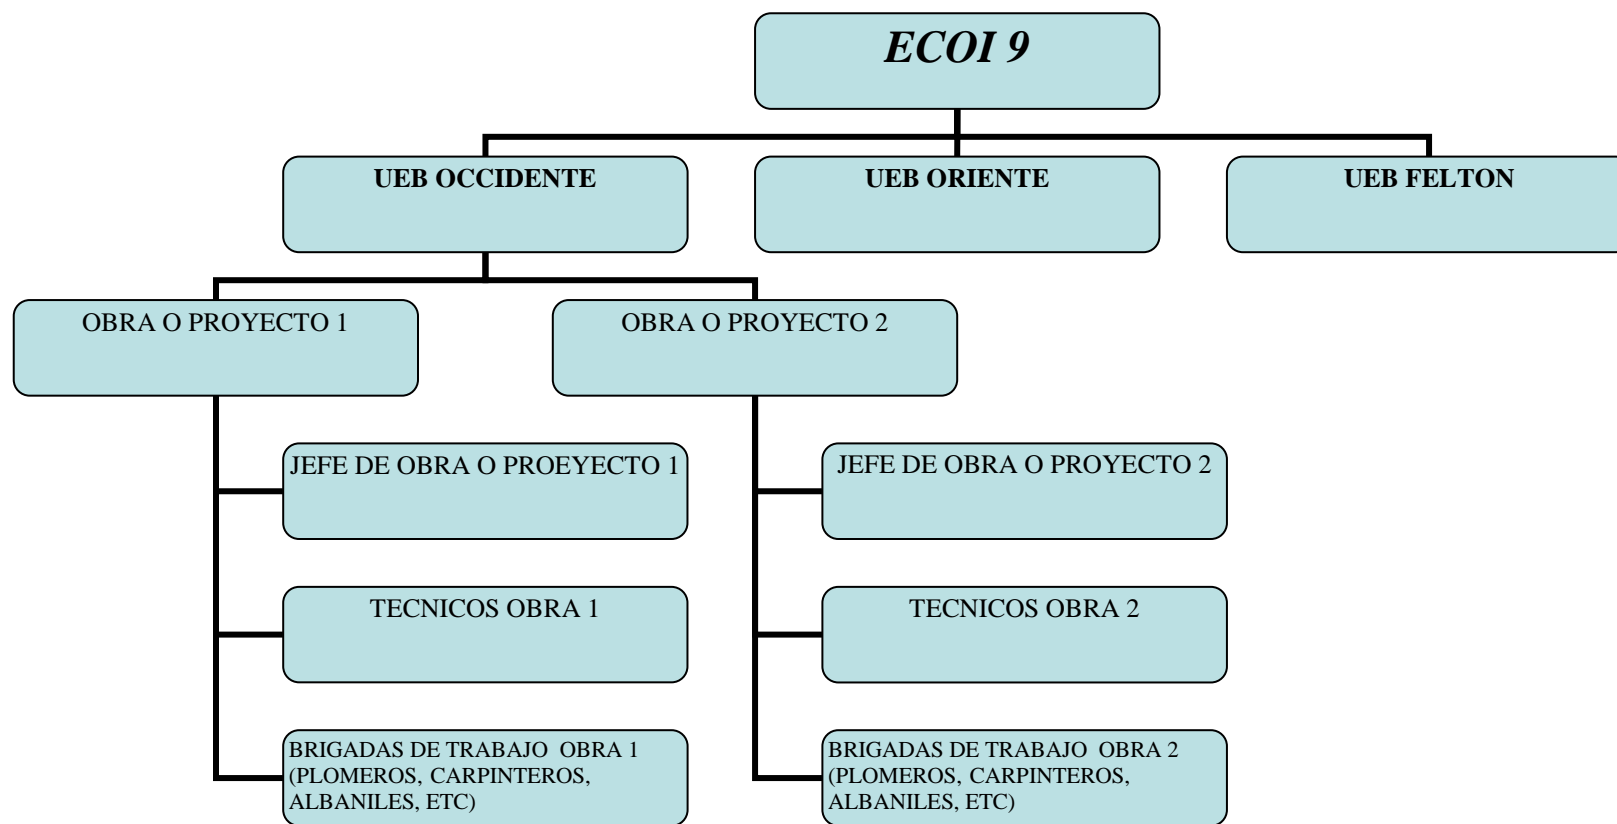 ECOI 9
UEB OCCIDENTE
UEB ORIENTE
UEB FELTON
OBRA O PROYECTO 1
OBRA O PROYECTO 2
JEFE DE OBRA O PROEYECTO 1
JEFE DE OBRA O PROYECTO 2
TECNICOS OBRA 1
TECNICOS OBRA 2
BRIGADAS DE TRABAJO OBRA 1
(PLOMEROS, CARPINTEROS,
ALBANILES, ETC)
BRIGADAS DE TRABAJO OBRA 2
(PLOMEROS, CARPINTEROS,
ALBANILES, ETC)